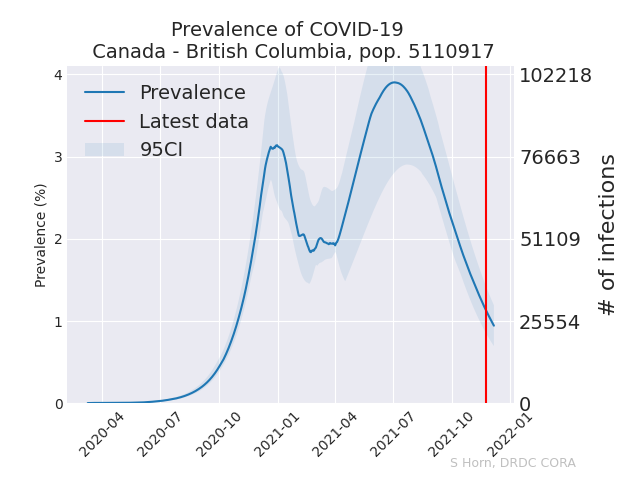 Prevalence of COVID-19
Canada - British Columbia, pop. 5110917
Prevalence
Latest data
95CI
Prevalence (%)
4
3
2
1
0
102218
76663
51109
25554
0
# of infections
2020-04
2020-07
2020-10
2021-01
2021-04
2021-07
2021-10
2022-01
S Horn, DRDC CORA